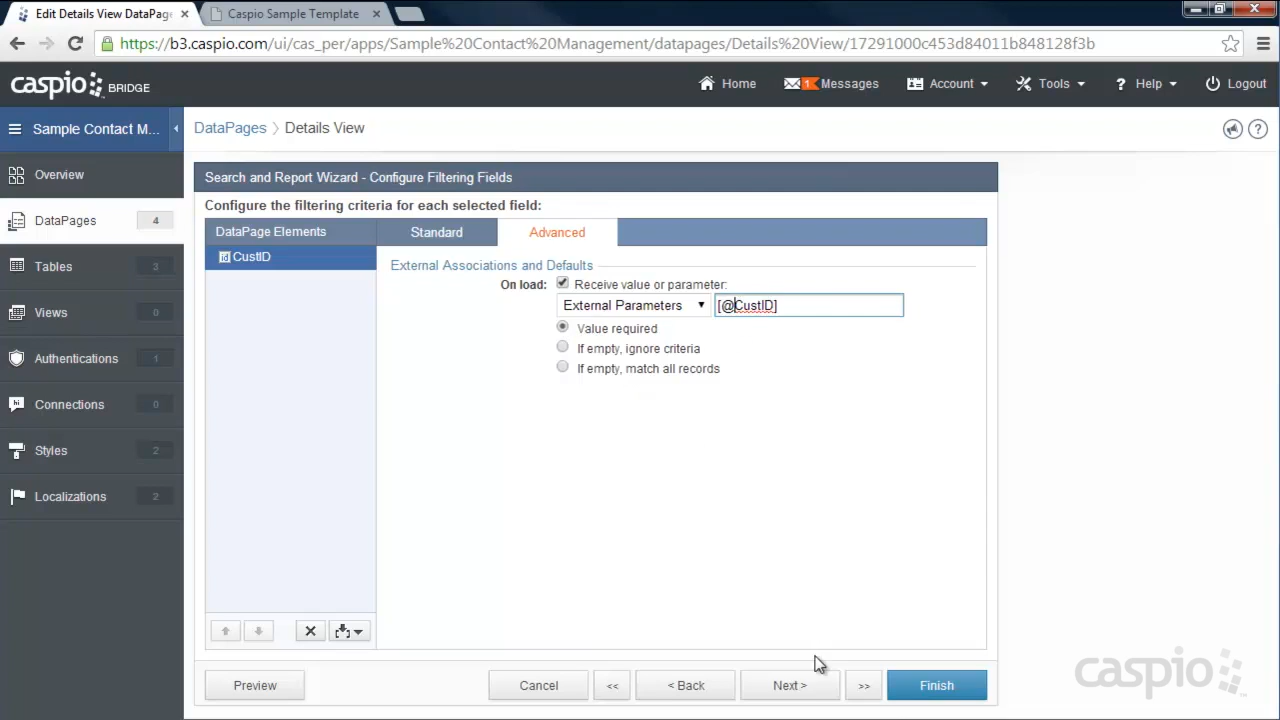 Edit Details View DataPage
Caspio Sample Template
https://b3.caspio.com/ui/cas_per/apps/Sample%20Contact%20Management/datapages/Details%20View/17291000c453d84011b848128f3b
caspio BRIDGE
Home
1 Messages
Account
Tools
? Help
Logout
Sample Contact M...
DataPages > Details View
?
Overview
DataPages 4
Tables 3
Views 0
Authentications 1
Connections 0
Styles 2
Localizations 2
Search and Report Wizard - Configure Filtering Fields
Configure the filtering criteria for each selected field:
DataPage Elements
Standard
Advanced
id CustID
External Associations and Defaults
On load: Receive value or parameter:
External Parameters [@CustID]
Value required
If empty, ignore criteria
If empty, match all records
Preview
Cancel
<<
< Back
Next >
>>
Finish
caspio